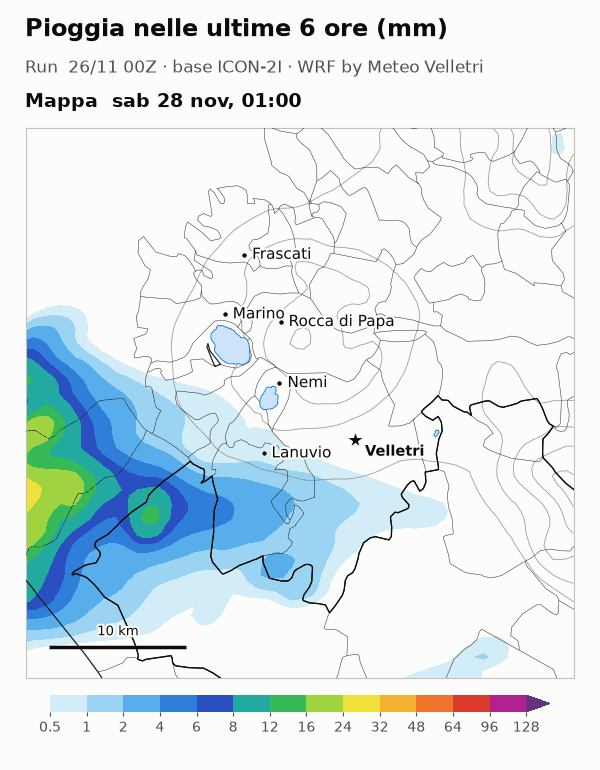 Pioggia nelle ultime 6 ore (mm)
Run  26/11 00Z · base ICON-2I · WRF by Meteo Velletri
Mappa  sab 28 nov, 01:00
Frascati
Marino
Rocca di Papa
Nemi
Velletri
Lanuvio
10 km
0.5 1 2 4 6 8 12 16 24 32 48 64 96 128